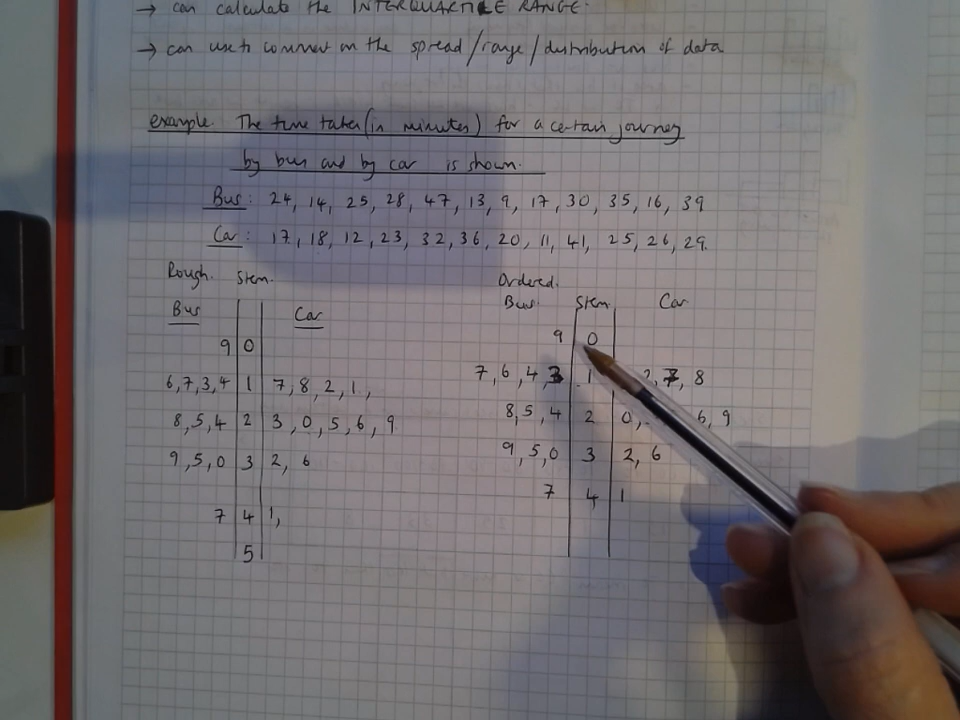 → can calculate the INTERQUARTILE RANGE.
→ can use to comment on the spread/range/distribution of data
example. The time taken (in minutes) for a certain journey
by bus and by car is shown.
Bus: 24, 14, 25, 28, 47, 13, 9, 17, 30, 35, 16, 39
Car: 17, 18, 12, 23, 32, 36, 20, 11, 41, 25, 26, 29.
Rough. Stem.
Bus Car
9 0
6,7,3,4 1 7,8,2,1,
8,5,4 2 3,0,5,6,9
9,5,0 3 2,6
7 4 1,
5
Ordered.
Bus. Stem. Car
9 0
7,6,4,3 1 2,7,8
8,5,4 2 0, 6,9
9,5,0 3 2,6
7 4 1